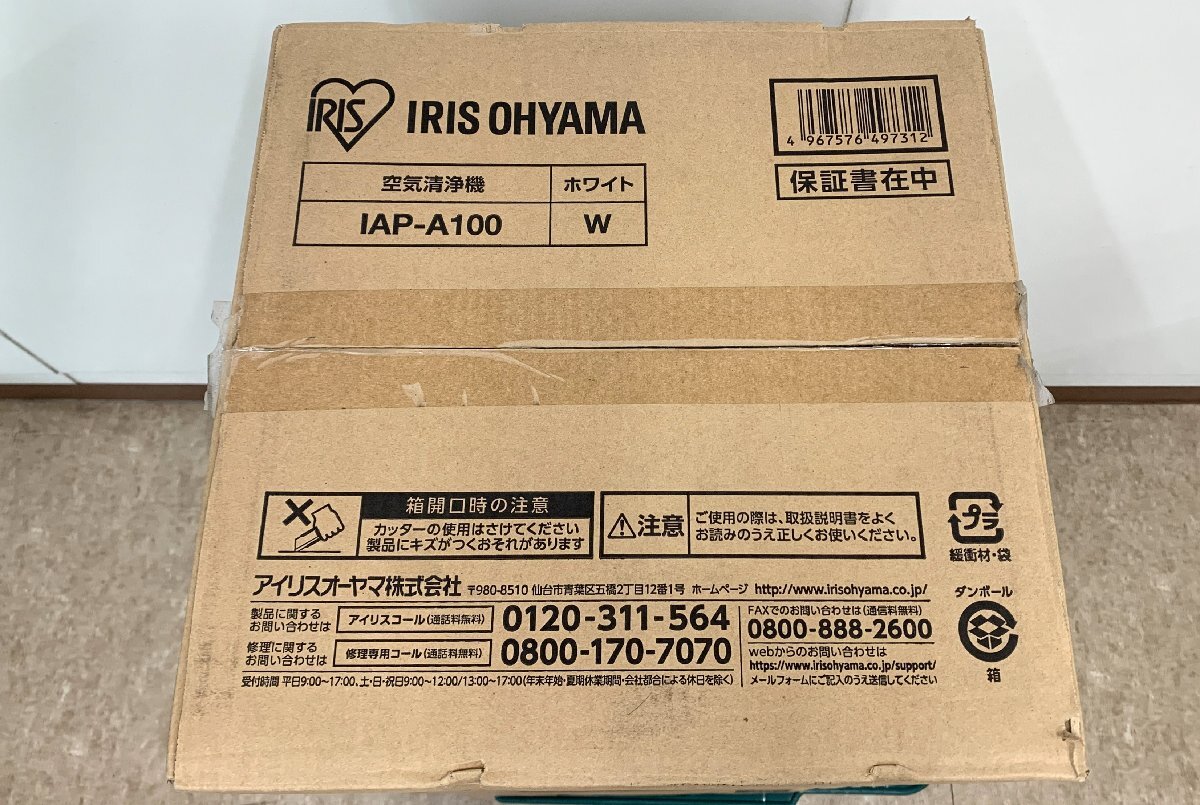 IRIS IRIS OHYAMA
4 967576 497312
空気清浄機 ホワイト
IAP-A100 W
保証書在中
箱開口時の注意
カッターの使用はさけてください
製品にキズがつくおそれがあります
注意
ご使用の際は、取扱説明書をよく
お読みのうえ正しくお使いください。
プラ
緩衝材・袋
アイリスオーヤマ株式会社 〒980-8510 仙台市青葉区五橋2丁目12番1号 ホームページ http://www.irisohyama.co.jp/
製品に関する
お問い合わせは アイリスコール(通話料無料) 0120-311-564
修理に関する
お問い合わせは 修理専用コール(通話料無料) 0800-170-7070
受付時間 平日9:00~17:00、土・日・祝日9:00~12:00/13:00~17:00(年末年始・夏期休業期間・会社都合による休日を除く)
FAXでのお問い合わせは(通信料無料)
0800-888-2600
webからのお問い合わせは
https://www.irisohyama.co.jp/support/
メールフォームにご記入のうえ送信してください
ダンボール
箱